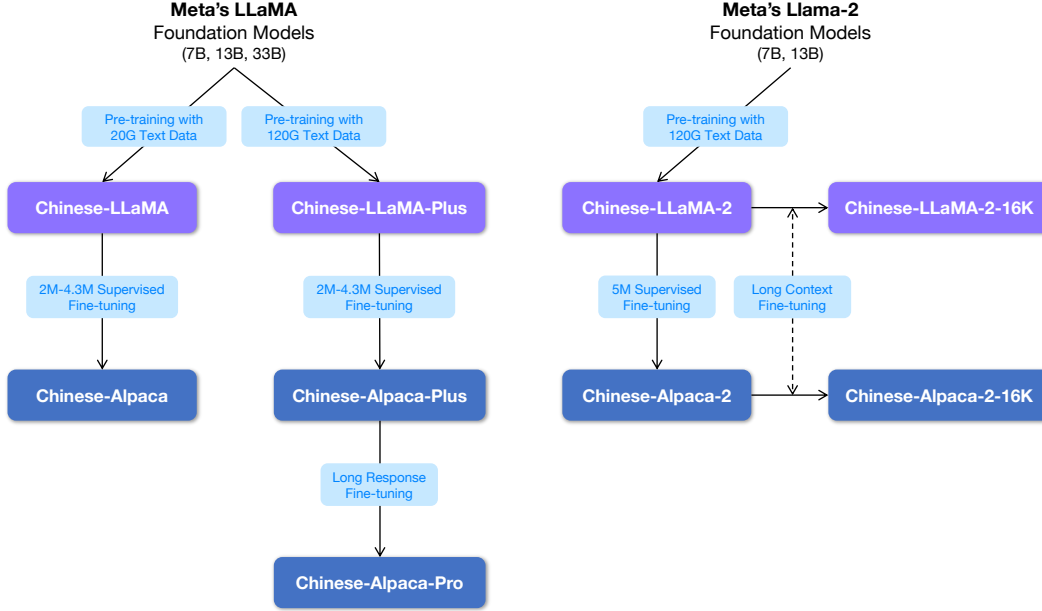 Meta's LLaMA
Foundation Models
(7B, 13B, 33B)
Pre-training with
20G Text Data
Pre-training with
120G Text Data
Chinese-LLaMA
Chinese-LLaMA-Plus
2M-4.3M Supervised
Fine-tuning
2M-4.3M Supervised
Fine-tuning
Chinese-Alpaca
Chinese-Alpaca-Plus
Long Response
Fine-tuning
Chinese-Alpaca-Pro
Meta's Llama-2
Foundation Models
(7B, 13B)
Pre-training with
120G Text Data
Chinese-LLaMA-2
Chinese-LLaMA-2-16K
5M Supervised
Fine-tuning
Long Context
Fine-tuning
Chinese-Alpaca-2
Chinese-Alpaca-2-16K